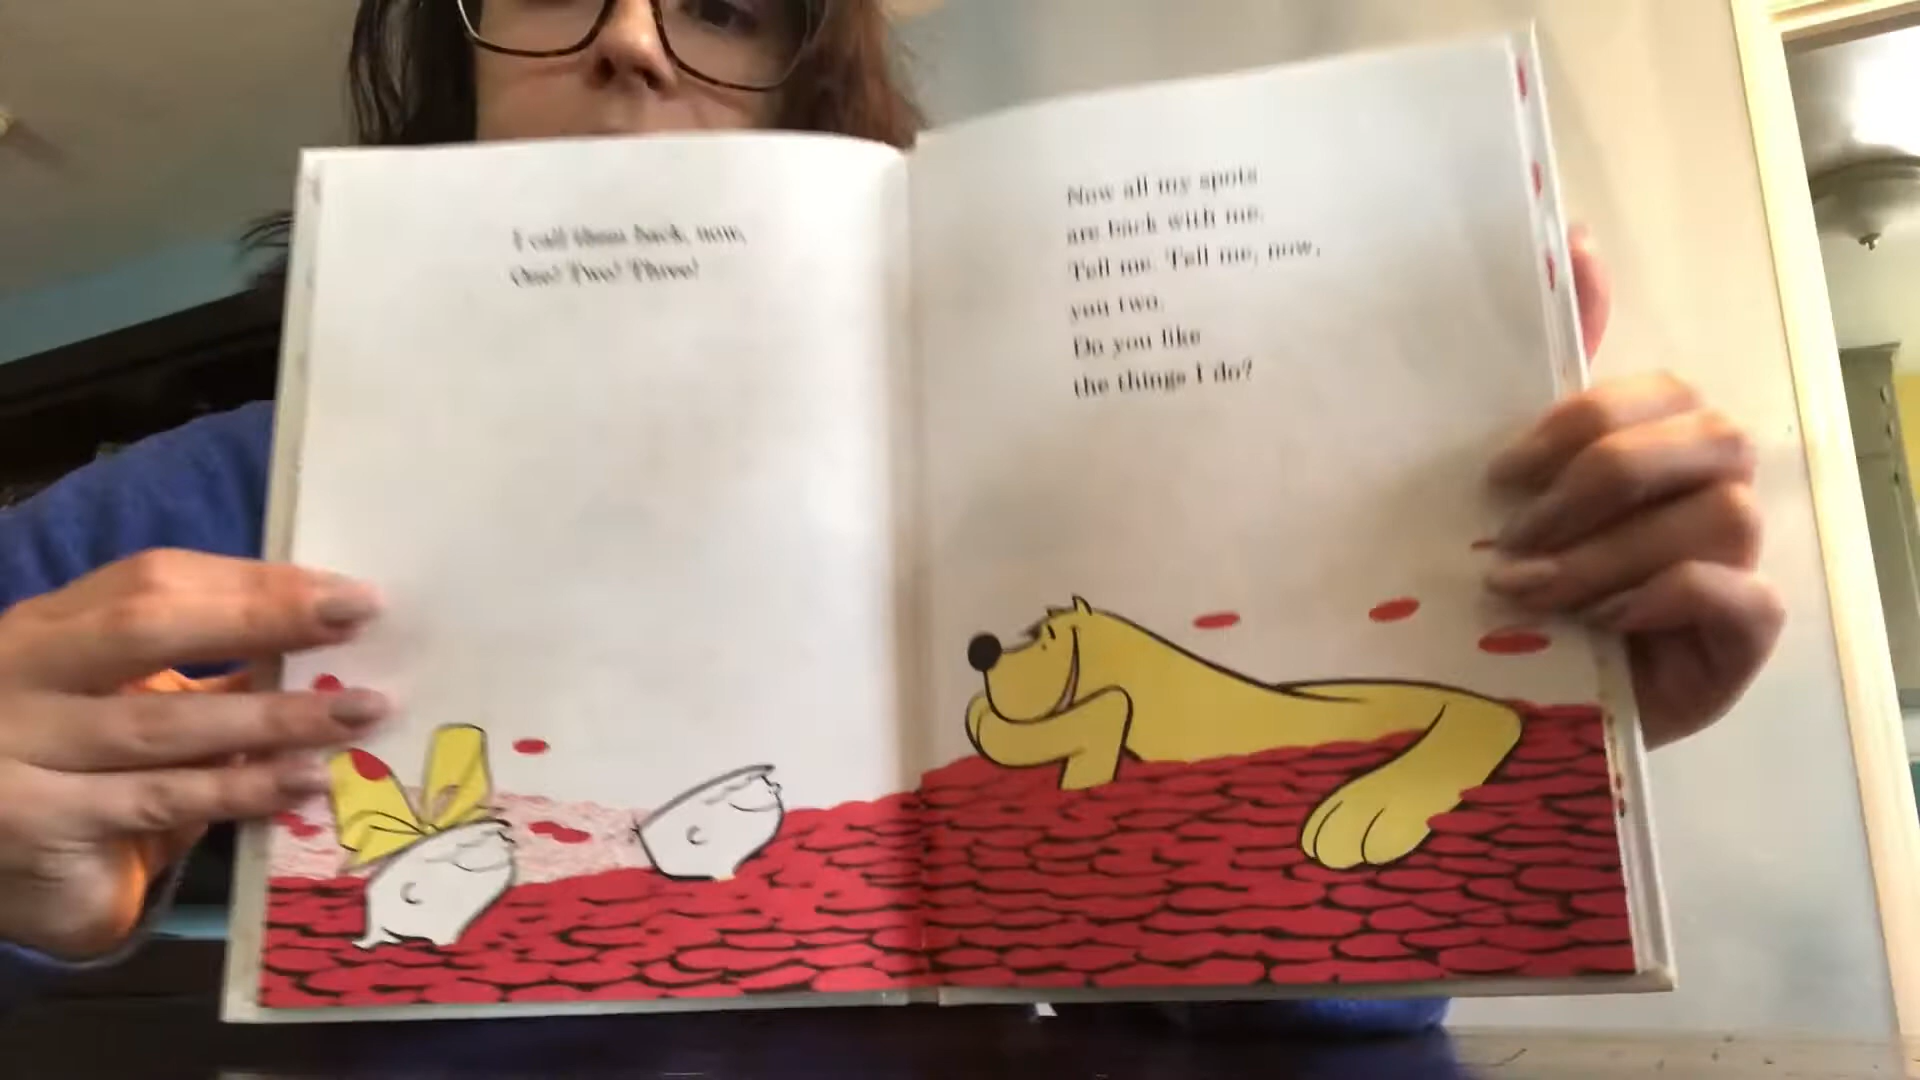 I call them back, now,
One! Two! Three!
Now all my spots
are back with me.
Tell me. Tell me, now,
you two.
Do you like
the things I do?